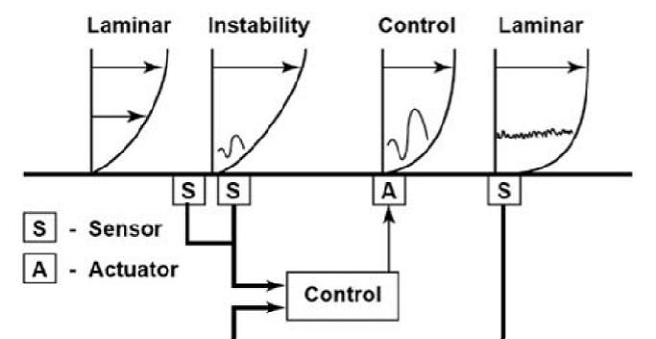 Laminar Instability Control Laminar
S S A S
S - Sensor
A - Actuator
Control